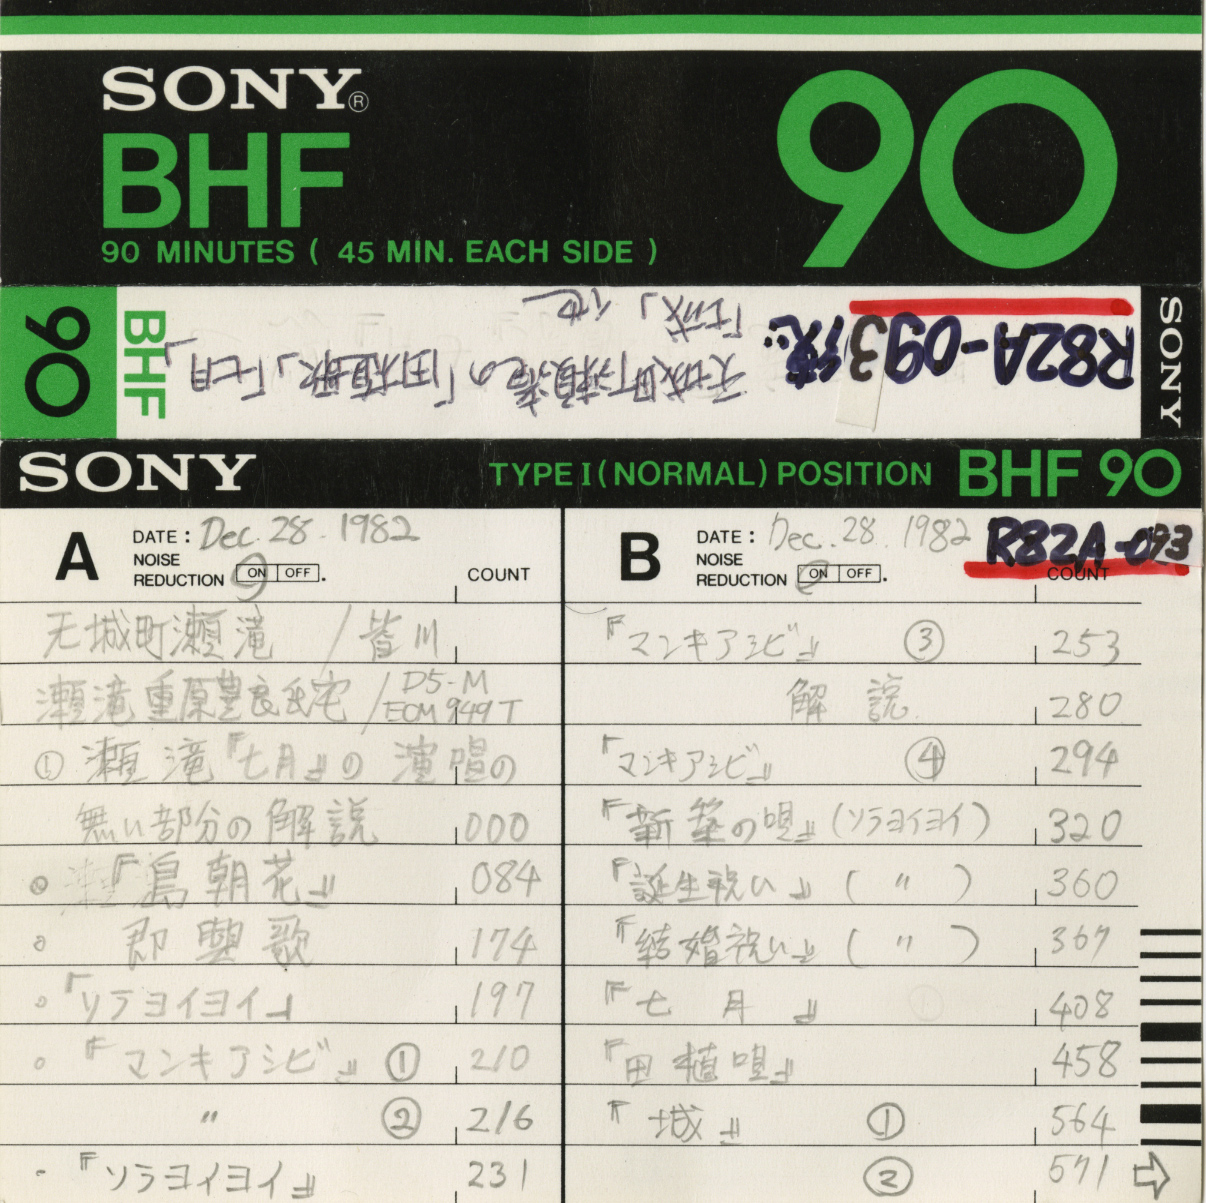 SONY®
BHF
90
90 MINUTES ( 45 MIN. EACH SIDE )
90
BHF
R82A-093
天城町瀬滝の「田植歌」「七月」
「城」他
SONY
SONY
TYPE I (NORMAL) POSITION BHF 90
A
DATE : Dec. 28. 1982
NOISE
REDUCTION ON OFF .
COUNT
天城町瀬滝 / 皆川
瀬滝重原豊良氏宅 / D5-M
ECM 949T
① 瀬滝『七月』の演唱の
無い部分の解説 000
『島朝花』 084
即興歌 174
『ソラヨイヨイ』 197
『マンキアシビ』 ① 210
〃 ② 216
『ソラヨイヨイ』 231
B
DATE : Dec. 28. 1982 R82A-093
NOISE
REDUCTION ON OFF .
COUNT
『マンキアシビ』 ③ 253
解説 280
『マンキアシビ』 ④ 294
『新築の唄』(ソラヨイヨイ) 320
『誕生祝い』( 〃 ) 360
『結婚祝い』( 〃 ) 367
『七月』 408
『田植唄』 458
『城』 ① 564
② 571 ⇨